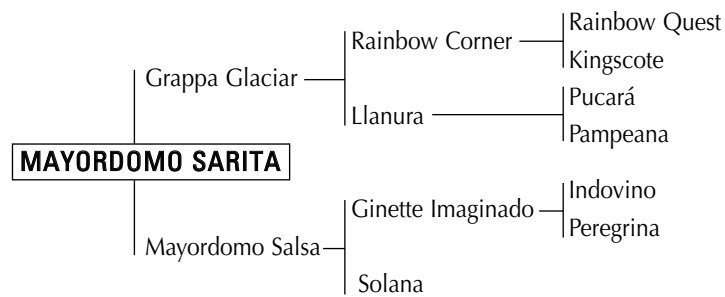 Rainbow Quest
Rainbow Corner
Kingscote
Grappa Glaciar
Pucará
Llanura
Pampeana
MAYORDOMO SARITA
Indovino
Ginette Imaginado
Peregrina
Mayordomo Salsa
Solana